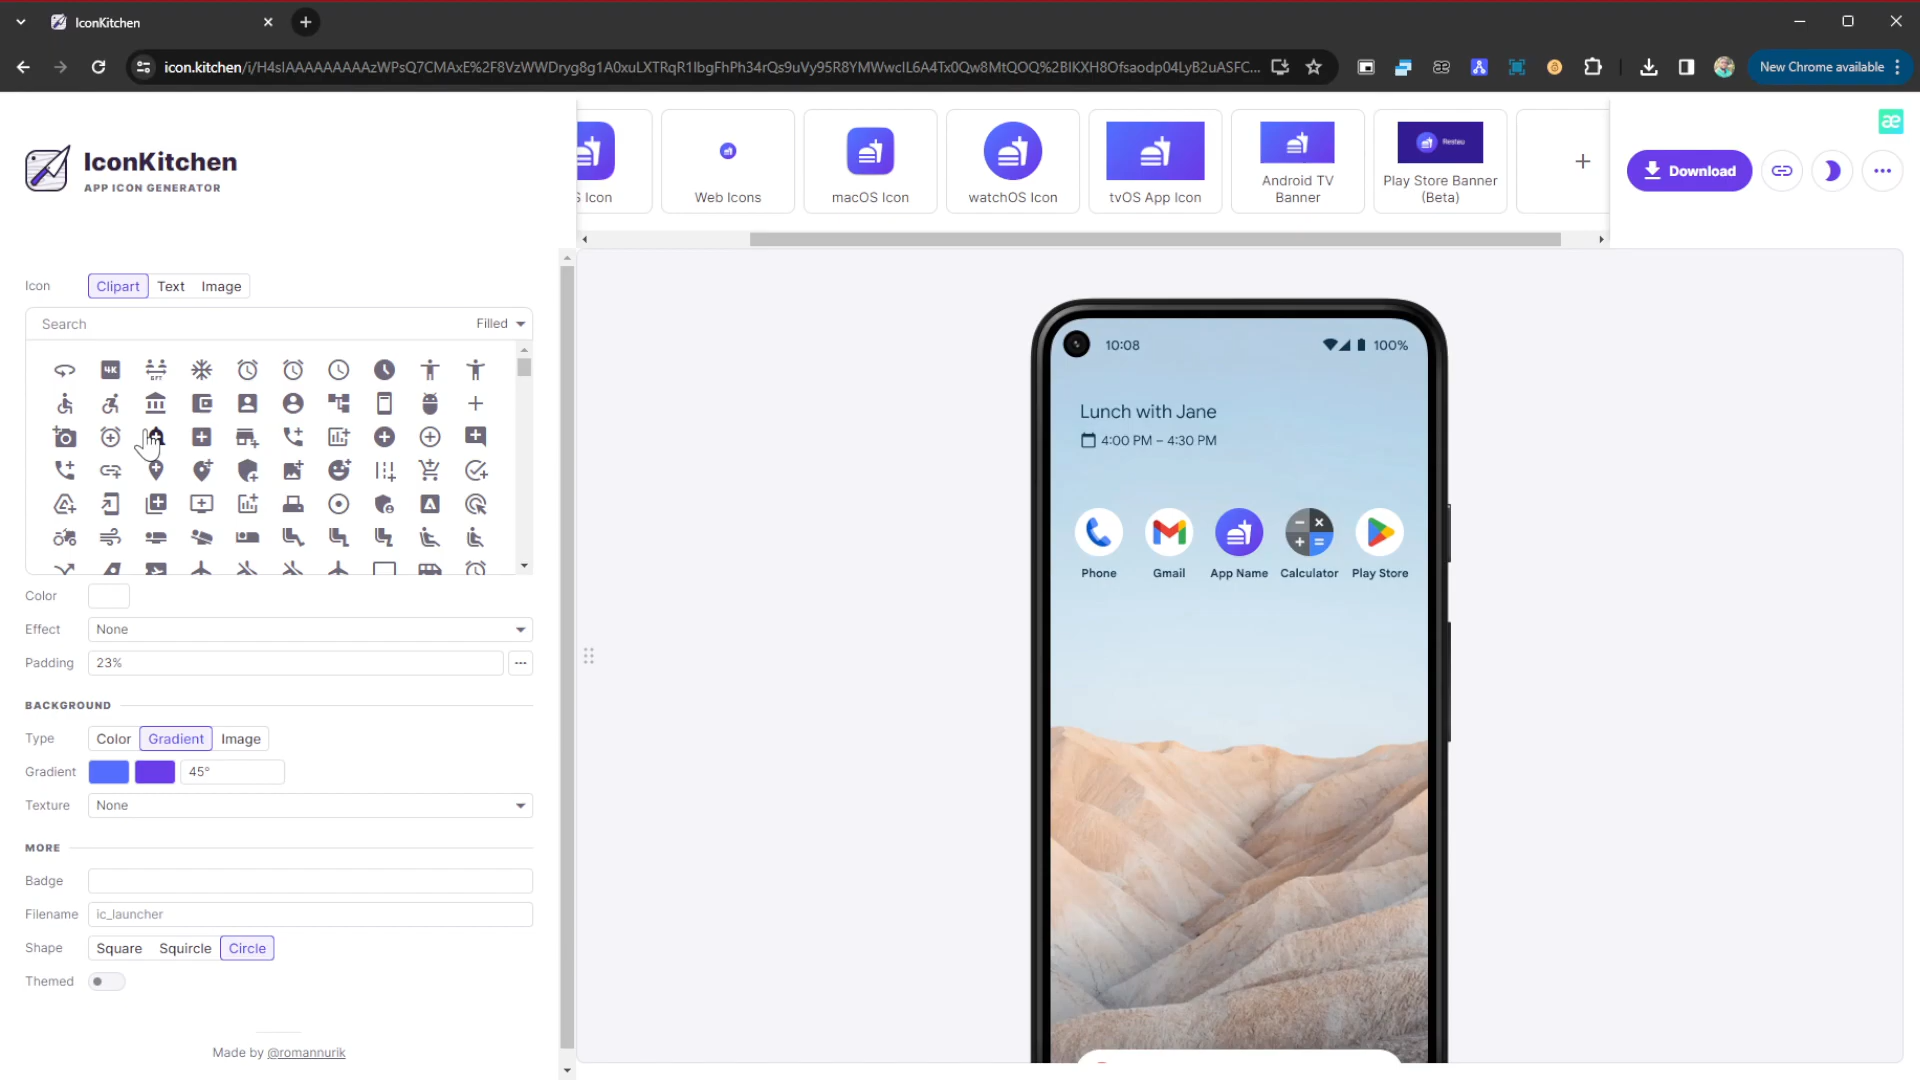 IconKitchen
icon.kitchen/i/H4sIAAAAAAAAAzWPsQ7CMAxE%2F8VzWWDryg8g1A0xuLXTRqR1IbgFhPh34rQs9uVy95R8YMWwclL6A4Tx0Qw8MtQOQ%2BIKXH8Ofsaodp04LyB2uASFC...
New Chrome available
IconKitchen
APP ICON GENERATOR
S Icon
Web Icons
macOS Icon
watchOS Icon
tvOS App Icon
Android TV
Banner
Restau
Play Store Banner
(Beta)
+
Download
æ
Icon
Clipart
Text
Image
Search
Filled
4K
6FT
Color
Effect
None
Padding
23%
BACKGROUND
Type
Color
Gradient
Image
Gradient
45°
Texture
None
MORE
Badge
Filename
ic_launcher
Shape
Square
Squircle
Circle
Themed
Made by @romannurik
10:08
100%
Lunch with Jane
4:00 PM – 4:30 PM
Phone
Gmail
App Name
Calculator
Play Store